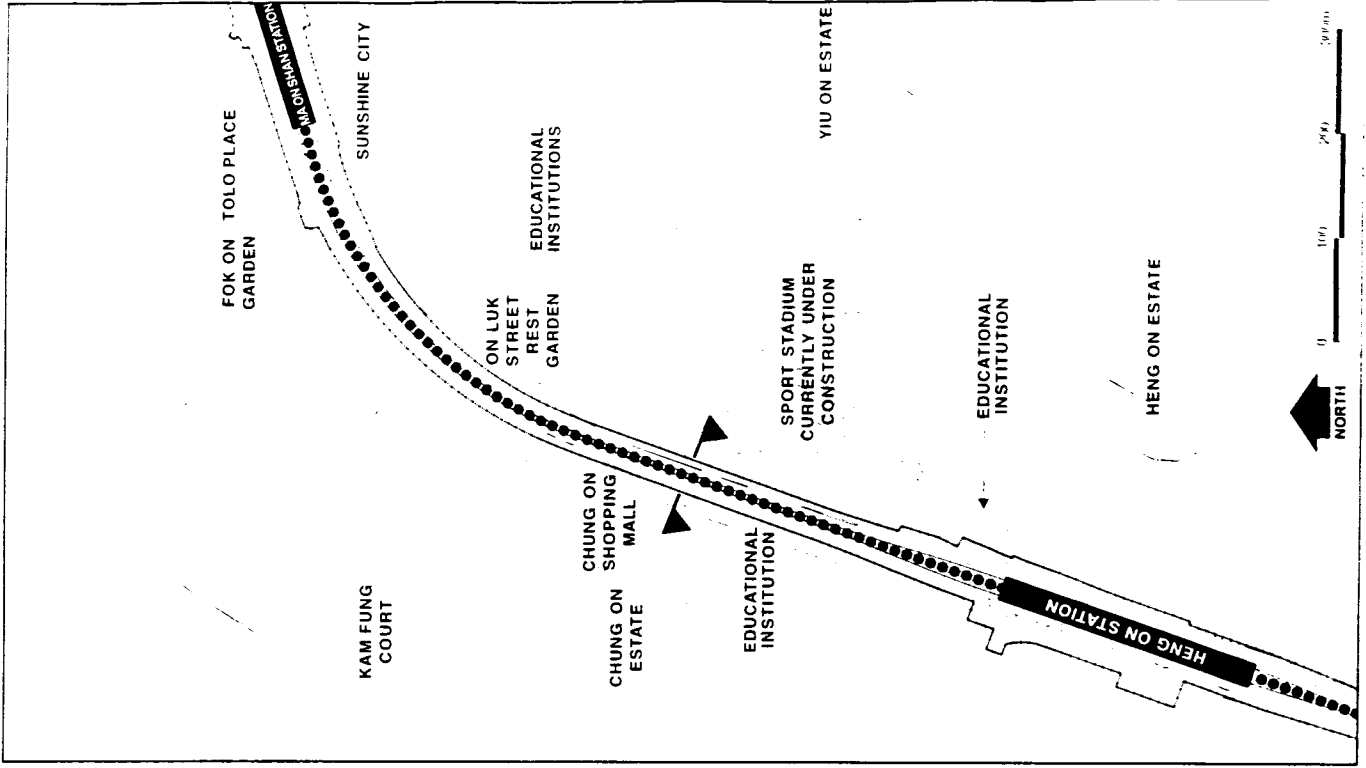 MA ON SHAN STATION
SUNSHINE CITY
FOK ON
GARDEN
TOLO PLACE
EDUCATIONAL
INSTITUTIONS
YIU ON ESTATE
ON LUK
STREET
REST
GARDEN
SPORT STADIUM
CURRENTLY UNDER
CONSTRUCTION
EDUCATIONAL
INSTITUTION
HENG ON ESTATE
KAM FUNG
COURT
CHUNG ON
SHOPPING
MALL
CHUNG ON
ESTATE
EDUCATIONAL
INSTITUTION
HENG ON STATION
0
100
200
300m
NORTH